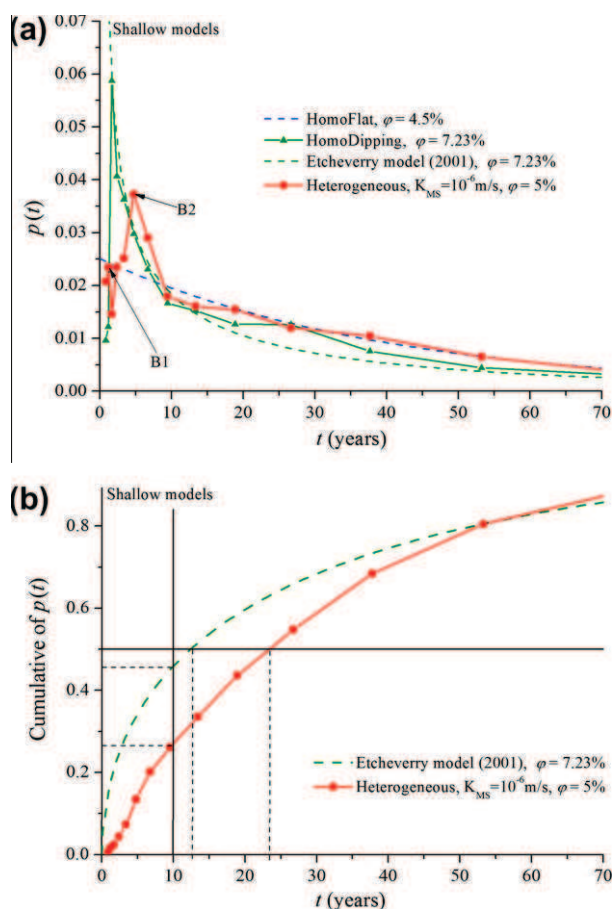 (a)
Shallow models
0.07
0.06
0.05
0.04
0.03
0.02
0.01
0.00
p(t)
HomoFlat, φ = 4.5%
HomoDipping, φ = 7.23%
Etcheverry model (2001), φ = 7.23%
Heterogeneous, K_MS=10⁻⁶m/s, φ = 5%
B2
B1
0 10 20 30 40 50 60 70
t (years)
(b)
Shallow models
0.8
0.6
0.4
0.2
0.0
Cumulative of p(t)
Etcheverry model (2001), φ = 7.23%
Heterogeneous, K_MS=10⁻⁶m/s, φ = 5%
0 10 20 30 40 50 60 70
t (years)